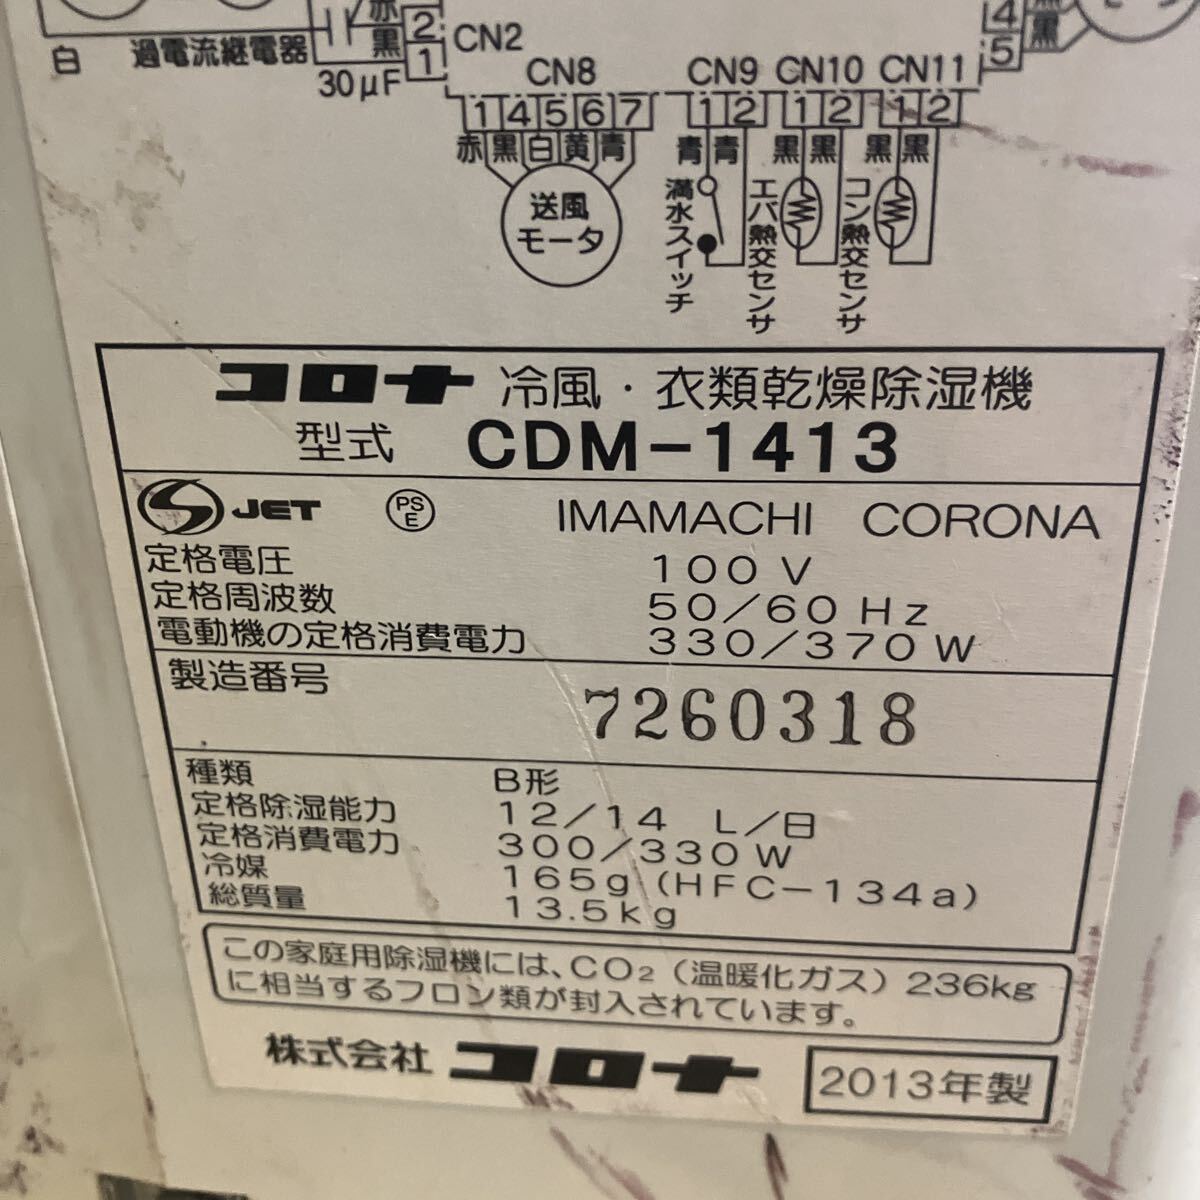 白 過電流継電器
赤
黒
2
1
CN2
30μF
4
5
黒
CN8 CN9 CN10 CN11
1 4 5 6 7 1 2 1 2 1 2
赤 黒 白 黄 青 青 青 黒 黒 黒 黒
送風
モータ
満水スイッチ
エバ熱交センサ
コン熱交センサ
コロナ 冷風・衣類乾燥除湿機
型式 CDM-1413
JET PSE IMAMACHI CORONA
定格電圧 100V
定格周波数 50/60Hz
電動機の定格消費電力 330/370W
製造番号 7260318
種類 B形
定格除湿能力 12/14 L/日
定格消費電力 300/330W
冷媒 165g(HFC-134a)
総質量 13.5kg
この家庭用除湿機には、CO2(温暖化ガス)236kg
に相当するフロン類が封入されています。
株式会社 コロナ 2013年製